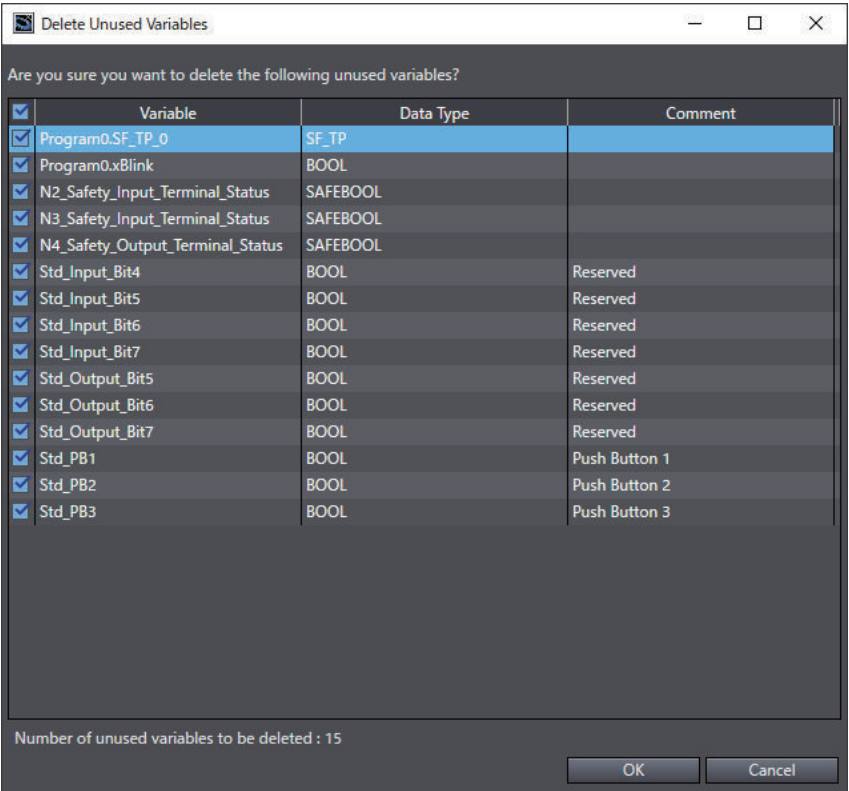 Delete Unused Variables
Are you sure you want to delete the following unused variables?
Variable Data Type Comment
Program0.SF_TP_0 SF_TP
Program0.xBlink BOOL
N2_Safety_Input_Terminal_Status SAFEBOOL
N3_Safety_Input_Terminal_Status SAFEBOOL
N4_Safety_Output_Terminal_Status SAFEBOOL
Std_Input_Bit4 BOOL Reserved
Std_Input_Bit5 BOOL Reserved
Std_Input_Bit6 BOOL Reserved
Std_Input_Bit7 BOOL Reserved
Std_Output_Bit5 BOOL Reserved
Std_Output_Bit6 BOOL Reserved
Std_Output_Bit7 BOOL Reserved
Std_PB1 BOOL Push Button 1
Std_PB2 BOOL Push Button 2
Std_PB3 BOOL Push Button 3
Number of unused variables to be deleted : 15
OK Cancel